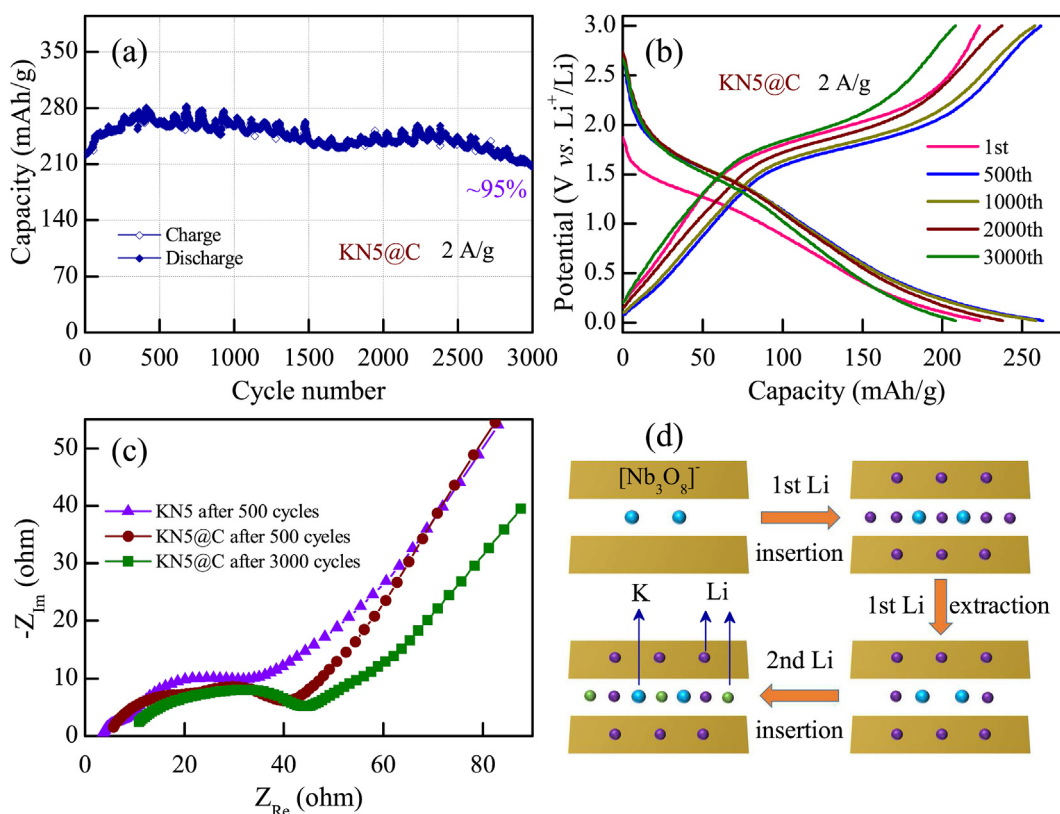 (a)
Capacity (mAh/g)
350
280
210
140
70
0
~95%
Charge
Discharge
KN5@C 2 A/g
0 500 1000 1500 2000 2500 3000
Cycle number
(b)
Potential (V vs. Li⁺/Li)
3.0
2.5
2.0
1.5
1.0
0.5
0.0
KN5@C 2 A/g
1st
500th
1000th
2000th
3000th
0 50 100 150 200 250
Capacity (mAh/g)
(c)
-Z_Im (ohm)
50
40
30
20
10
0
KN5 after 500 cycles
KN5@C after 500 cycles
KN5@C after 3000 cycles
0 20 40 60 80
Z_Re (ohm)
(d)
[Nb₃O₈]⁻
1st Li
insertion
1st Li extraction
K
Li
2nd Li
insertion